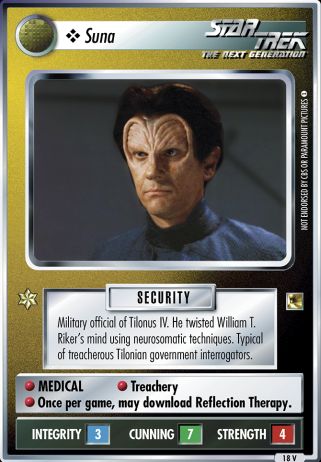 ❖ Suna
STAR TREK
THE NEXT GENERATION
NOT ENDORSED BY CBS OR PARAMOUNT PICTURES
SECURITY
Military official of Tilonus IV. He twisted William T.
Riker's mind using neurosomatic techniques. Typical
of treacherous Tilonian government interrogators.
• MEDICAL • Treachery
• Once per game, may download Reflection Therapy.
INTEGRITY 3 CUNNING 7 STRENGTH 4
18 V